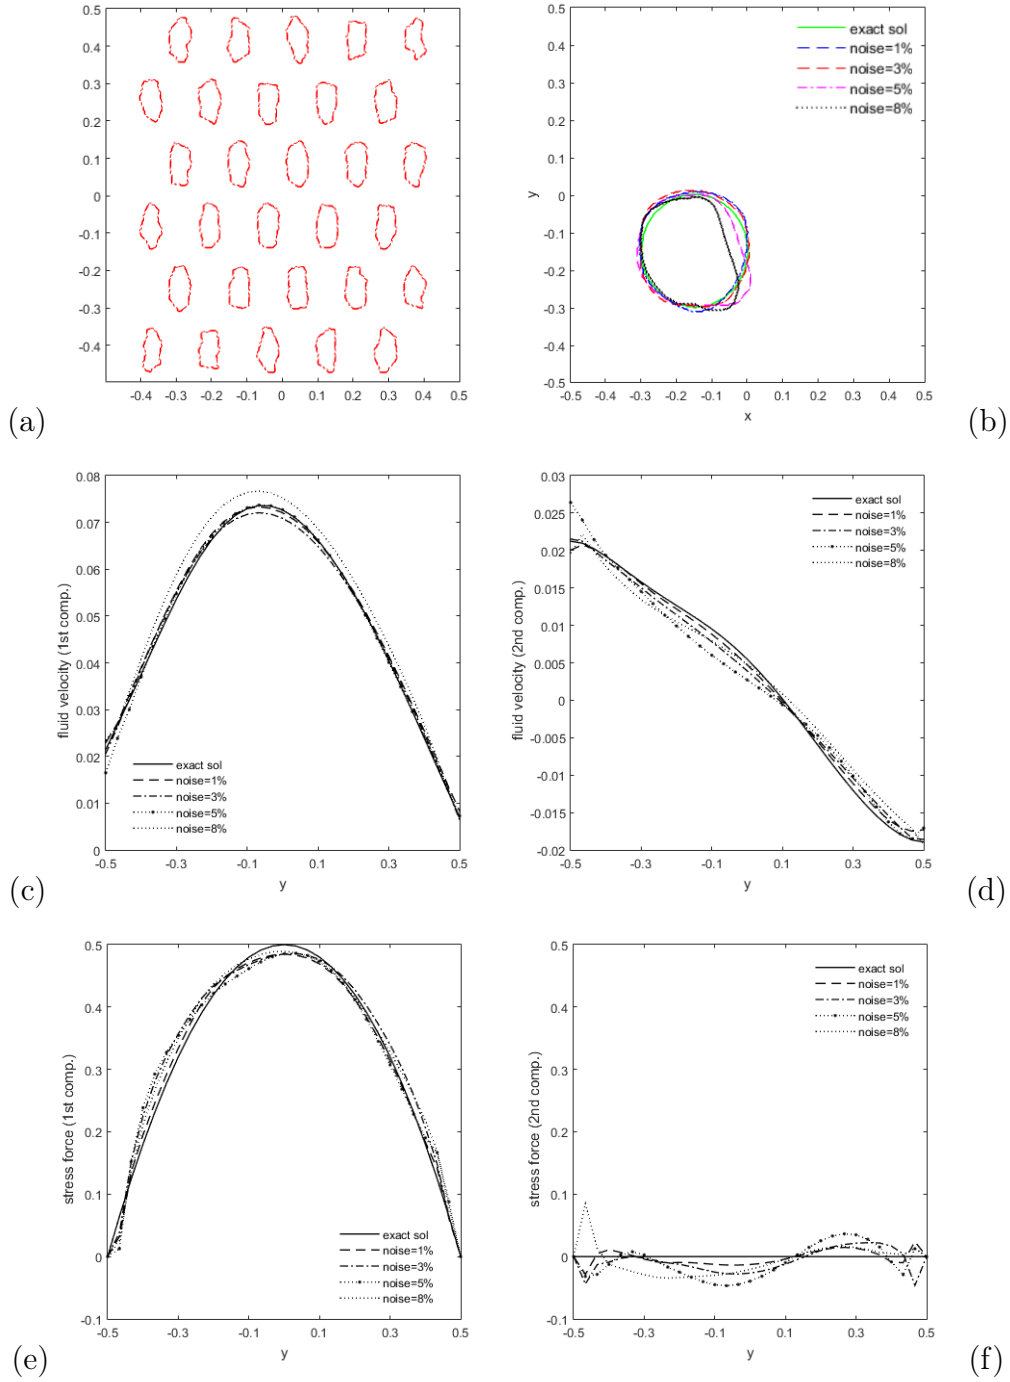 0.5
0.4
0.3
0.2
0.1
0
-0.1
-0.2
-0.3
-0.4
-0.4 -0.3 -0.2 -0.1 0 0.1 0.2 0.3 0.4 0.5
(a)
exact sol
noise=1%
noise=3%
noise=5%
noise=8%
0.5
0.4
0.3
0.2
0.1
0
-0.1
-0.2
-0.3
-0.4
-0.5
y
-0.5 -0.4 -0.3 -0.2 -0.1 0 0.1 0.2 0.3 0.4 0.5
x
(b)
0.08
0.07
0.06
0.05
0.04
0.03
0.02
0.01
0
fluid velocity (1st comp.)
exact sol
noise=1%
noise=3%
noise=5%
noise=8%
-0.5 -0.3 -0.1 0.1 0.3 0.5
y
(c)
0.03
0.025
0.02
0.015
0.01
0.005
0
-0.005
-0.01
-0.015
-0.02
fluid velocity (2nd comp.)
exact sol
noise=1%
noise=3%
noise=5%
noise=8%
-0.5 -0.3 -0.1 0.1 0.3 0.5
y
(d)
0.5
0.4
0.3
0.2
0.1
0
-0.1
stress force (1st comp.)
exact sol
noise=1%
noise=3%
noise=5%
noise=8%
-0.5 -0.3 -0.1 0.1 0.3 0.5
y
(e)
0.5
0.4
0.3
0.2
0.1
0
-0.1
stress force (2nd comp.)
exact sol
noise=1%
noise=3%
noise=5%
noise=8%
-0.5 -0.3 -0.1 0.1 0.3 0.5
y
(f)